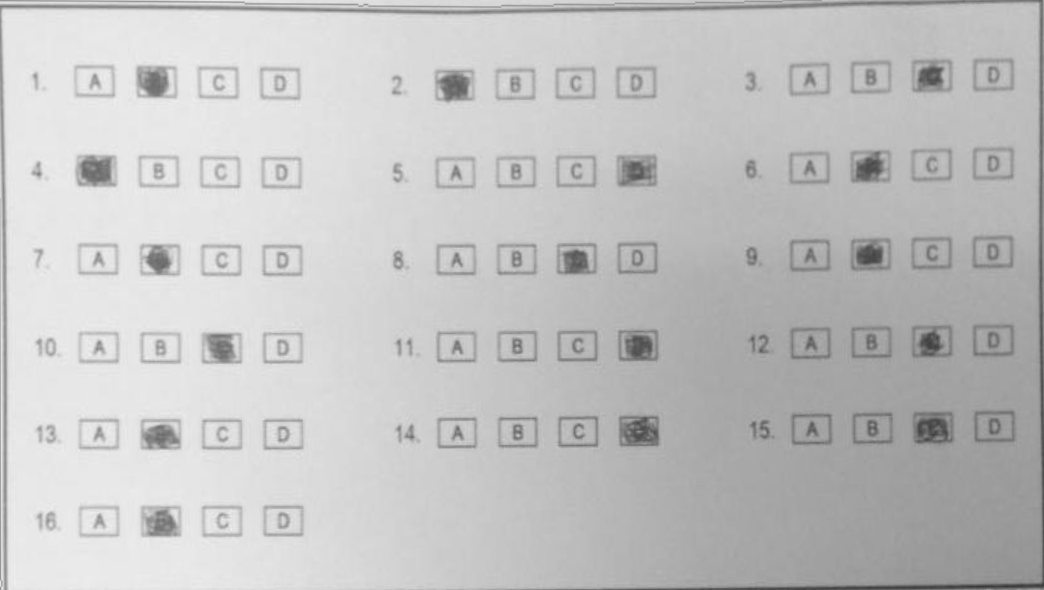 1. A C D 2. B C D 3. A B D
4. B C D 5. A B C 6. A C D
7. A C D 8. A B D 9. A C D
10. A B D 11. A B C 12. A B D
13. A C D 14. A B C 15. A B D
16. A C D